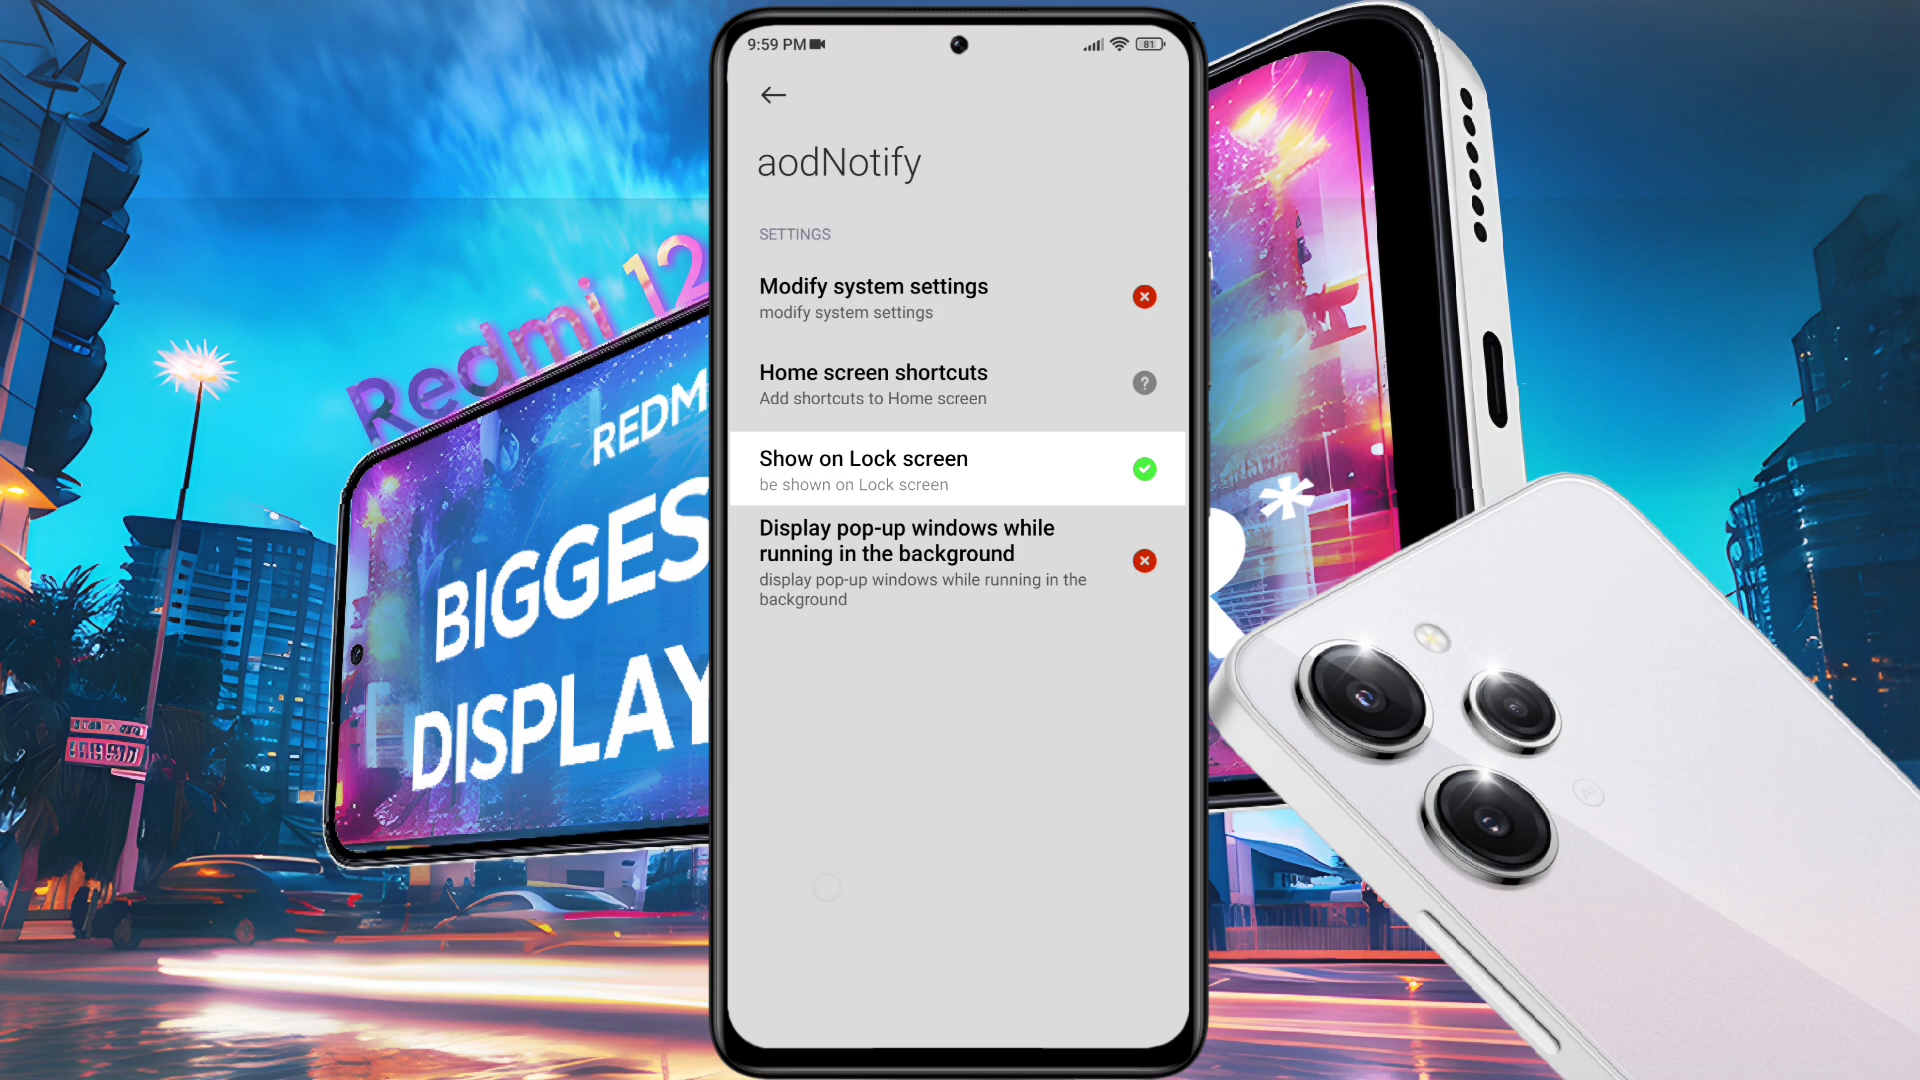 9:59 PM
81
aodNotify
SETTINGS
Modify system settings
modify system settings
Home screen shortcuts
Add shortcuts to Home screen
?
Show on Lock screen
be shown on Lock screen
Display pop-up windows while
running in the background
display pop-up windows while running in the
background
Redmi 12
REDM
BIGGES
DISPLAY
R*
AI